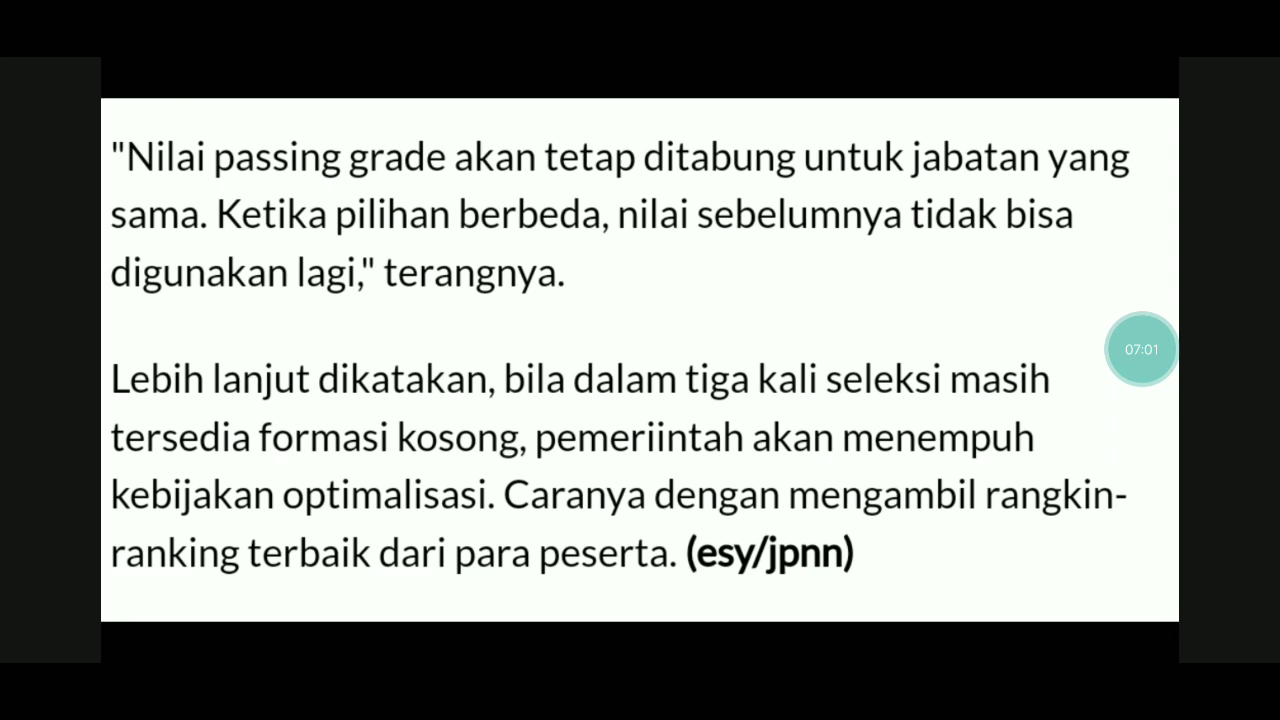 "Nilai passing grade akan tetap ditabung untuk jabatan yang
sama. Ketika pilihan berbeda, nilai sebelumnya tidak bisa
digunakan lagi," terangnya.
Lebih lanjut dikatakan, bila dalam tiga kali seleksi masih
tersedia formasi kosong, pemeriintah akan menempuh
kebijakan optimalisasi. Caranya dengan mengambil rangkin-
ranking terbaik dari para peserta. (esy/jpnn)
07:01